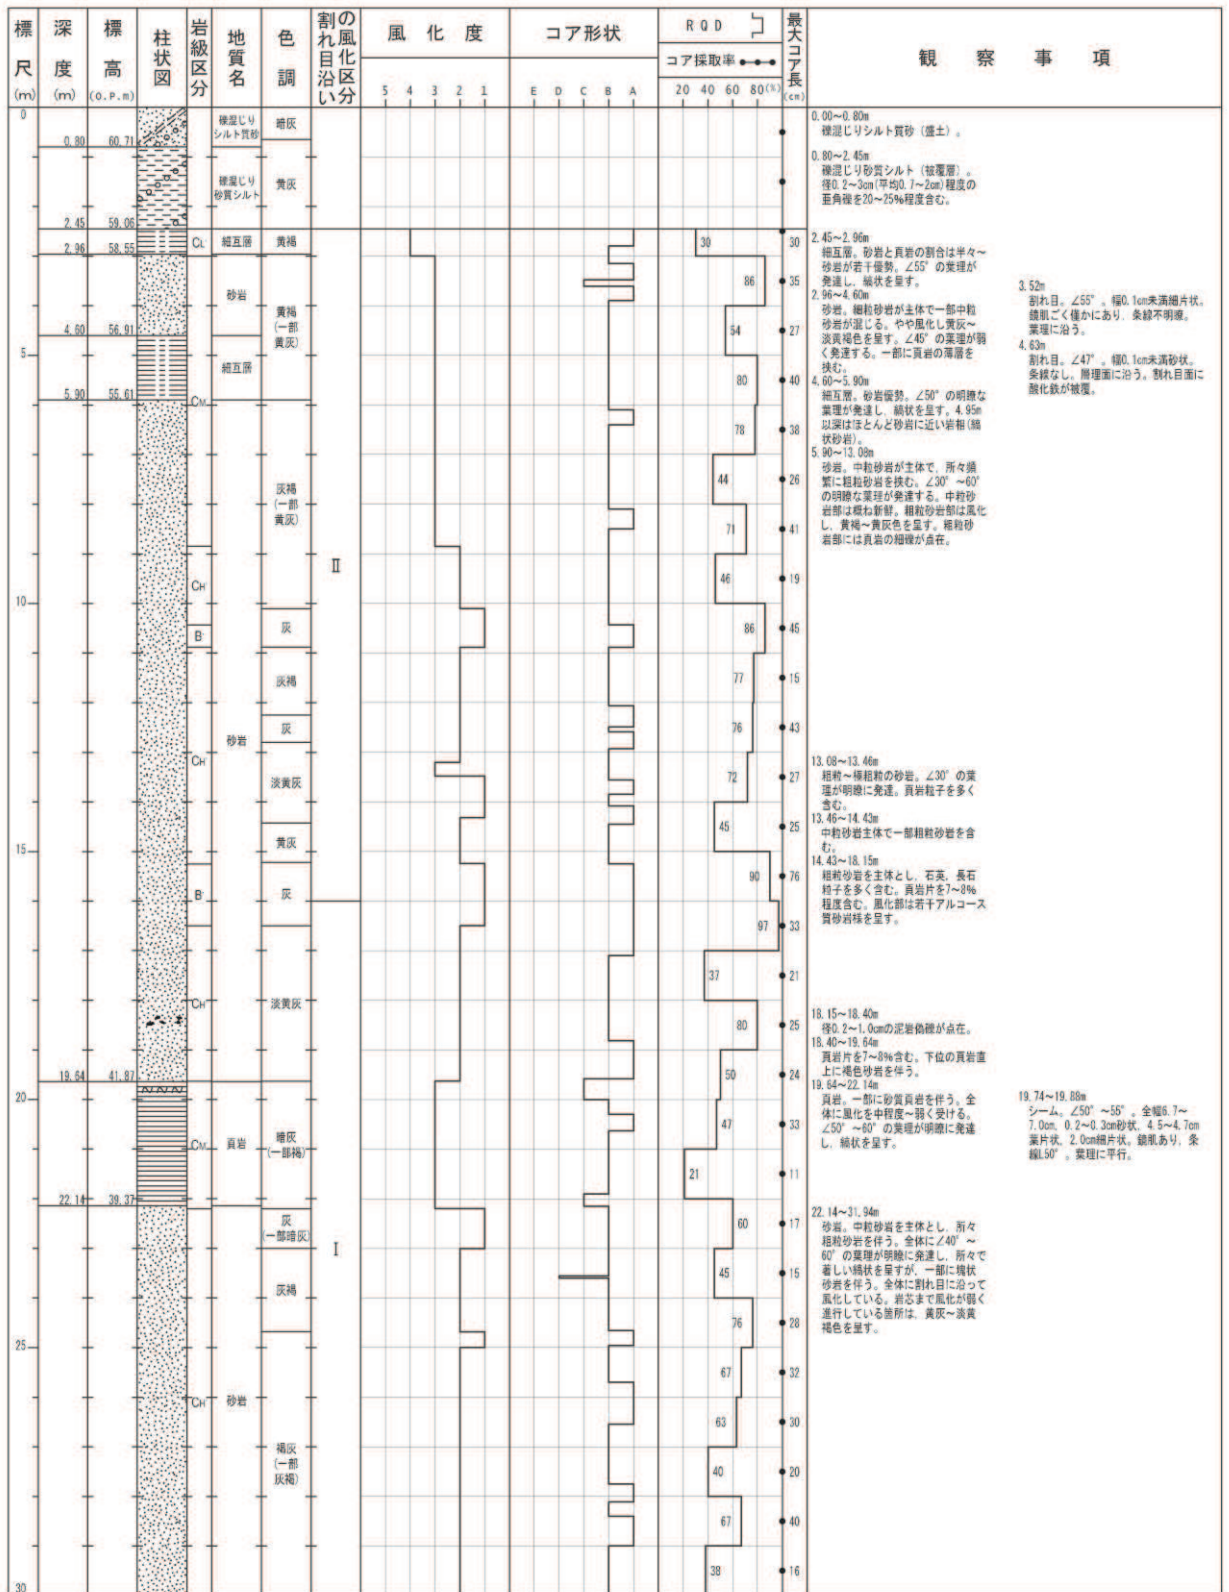 標尺(m)
深度(m)
標高(O.P.m)
柱状図
岩級区分
地質名
色調
割れ目沿いの風化区分
風化度
5 4 3 2 1
コア形状
E D C B A
RQD
コア採取率
20 40 60 80(%)
最大コア長(cm)
観察事項
0
5
10
15
20
25
30
0.80 60.71
2.45 59.06
2.96 58.55
4.60 56.91
5.90 55.61
19.64 41.87
22.14 39.37
CL
CM
CH
B
CH
B
CH
CM
CH
礫混じり
シルト質砂
礫混じり
砂質シルト
細互層
砂岩
細互層
砂岩
頁岩
砂岩
暗灰
黄灰
黄褐
黄褐
(一部
黄灰)
灰褐
(一部
黄灰)
灰
灰褐
灰
淡黄灰
黄灰
灰
淡黄灰
暗灰
(一部褐)
灰
(一部暗灰)
灰褐
褐灰
(一部
灰褐)
II
I
30 30
86 35
54 27
80 40
78 38
44 26
71 41
46 19
86 45
77 15
76 43
72 27
45 25
90 76
97 33
37 21
80 25
50 24
47 33
21 11
60 17
45 15
76 28
67 32
63 30
40 20
67 40
38 16
0.00～0.80m
礫混じりシルト質砂（盛土）。
0.80～2.45m
礫混じり砂質シルト（被覆層）。
径0.2～3cm(平均0.7～2cm)程度の
亜角礫を20～25%程度含む。
2.45～2.96m
細互層。砂岩と頁岩の割合は半々～
砂岩が若干優勢。∠55°の葉理が
発達し、縞状を呈す。
2.96～4.60m
砂岩。細粒砂岩が主体で一部中粒
砂岩が混じる。やや風化し黄灰～
淡黄褐色を呈す。∠45°の葉理が弱
く発達する。一部に頁岩の薄層を
挟む。
4.60～5.90m
細互層。砂岩優勢。∠50°の明瞭な
葉理が発達し、縞状を呈す。4.95m
以深はほとんど砂岩に近い岩相(縞
状砂岩)。
5.90～13.08m
砂岩。中粒砂岩が主体で、所々頻
繁に粗粒砂岩を挟む。∠30°～60°
の明瞭な葉理が発達する。中粒砂
岩部は概ね新鮮。粗粒砂岩部は風化
し、黄褐～黄灰色を呈す。粗粒砂
岩部には頁岩の細礫が点在。
13.08～13.46m
粗粒～極粗粒の砂岩。∠30°の葉
理が明瞭に発達。頁岩粒子を多く
含む。
13.46～14.43m
中粒砂岩主体で一部粗粒砂岩を含
む。
14.43～18.15m
粗粒砂岩を主体とし、石英、長石
粒子を多く含む。頁岩片を7～8%
程度含む。風化部は若干アルコース
質砂岩様を呈す。
18.15～18.40m
径0.2～1.0cmの泥岩偽礫が点在。
18.40～19.64m
頁岩片を7～8%含む。下位の頁岩直
上に褐色砂岩を伴う。
19.64～22.14m
頁岩。一部に砂質頁岩を伴う。全
体に風化を中程度～弱く受ける。
∠50°～60°の葉理が明瞭に発達
し、縞状を呈す。
22.14～31.94m
砂岩。中粒砂岩を主体とし、所々
粗粒砂岩を伴う。全体に∠40°～
60°の葉理が明瞭に発達し、所々で
著しい縞状を呈すが、一部に塊状
砂岩を伴う。全体に割れ目に沿って
風化している。岩芯まで風化が弱く
進行している箇所は、黄灰～淡黄
褐色を呈す。
3.52m
割れ目。∠55°。幅0.1cm未満細片状。
鏡肌ごく僅かにあり、条線不明瞭。
葉理に沿う。
4.63m
割れ目。∠47°。幅0.1cm未満砂状。
条線なし。層理面に沿う。割れ目面に
酸化鉄が被覆。
19.74～19.88m
シーム。∠50°～55°。全幅6.7～
7.0cm、0.2～0.3cm砂状、4.5～4.7cm
葉片状、2.0cm細片状。鏡肌あり、条
線L50°。葉理に平行。